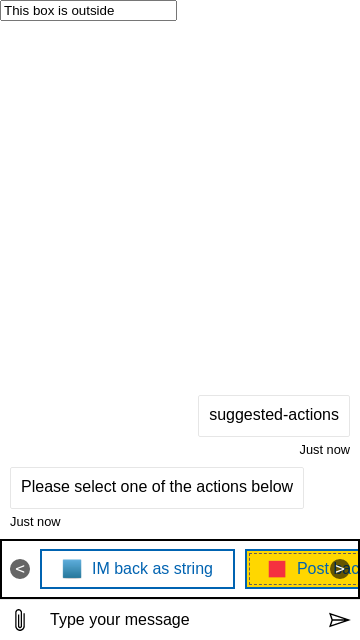 This box is outside
suggested-actions
Just now
Please select one of the actions below
Just now
< IM back as string Post >
Type your message